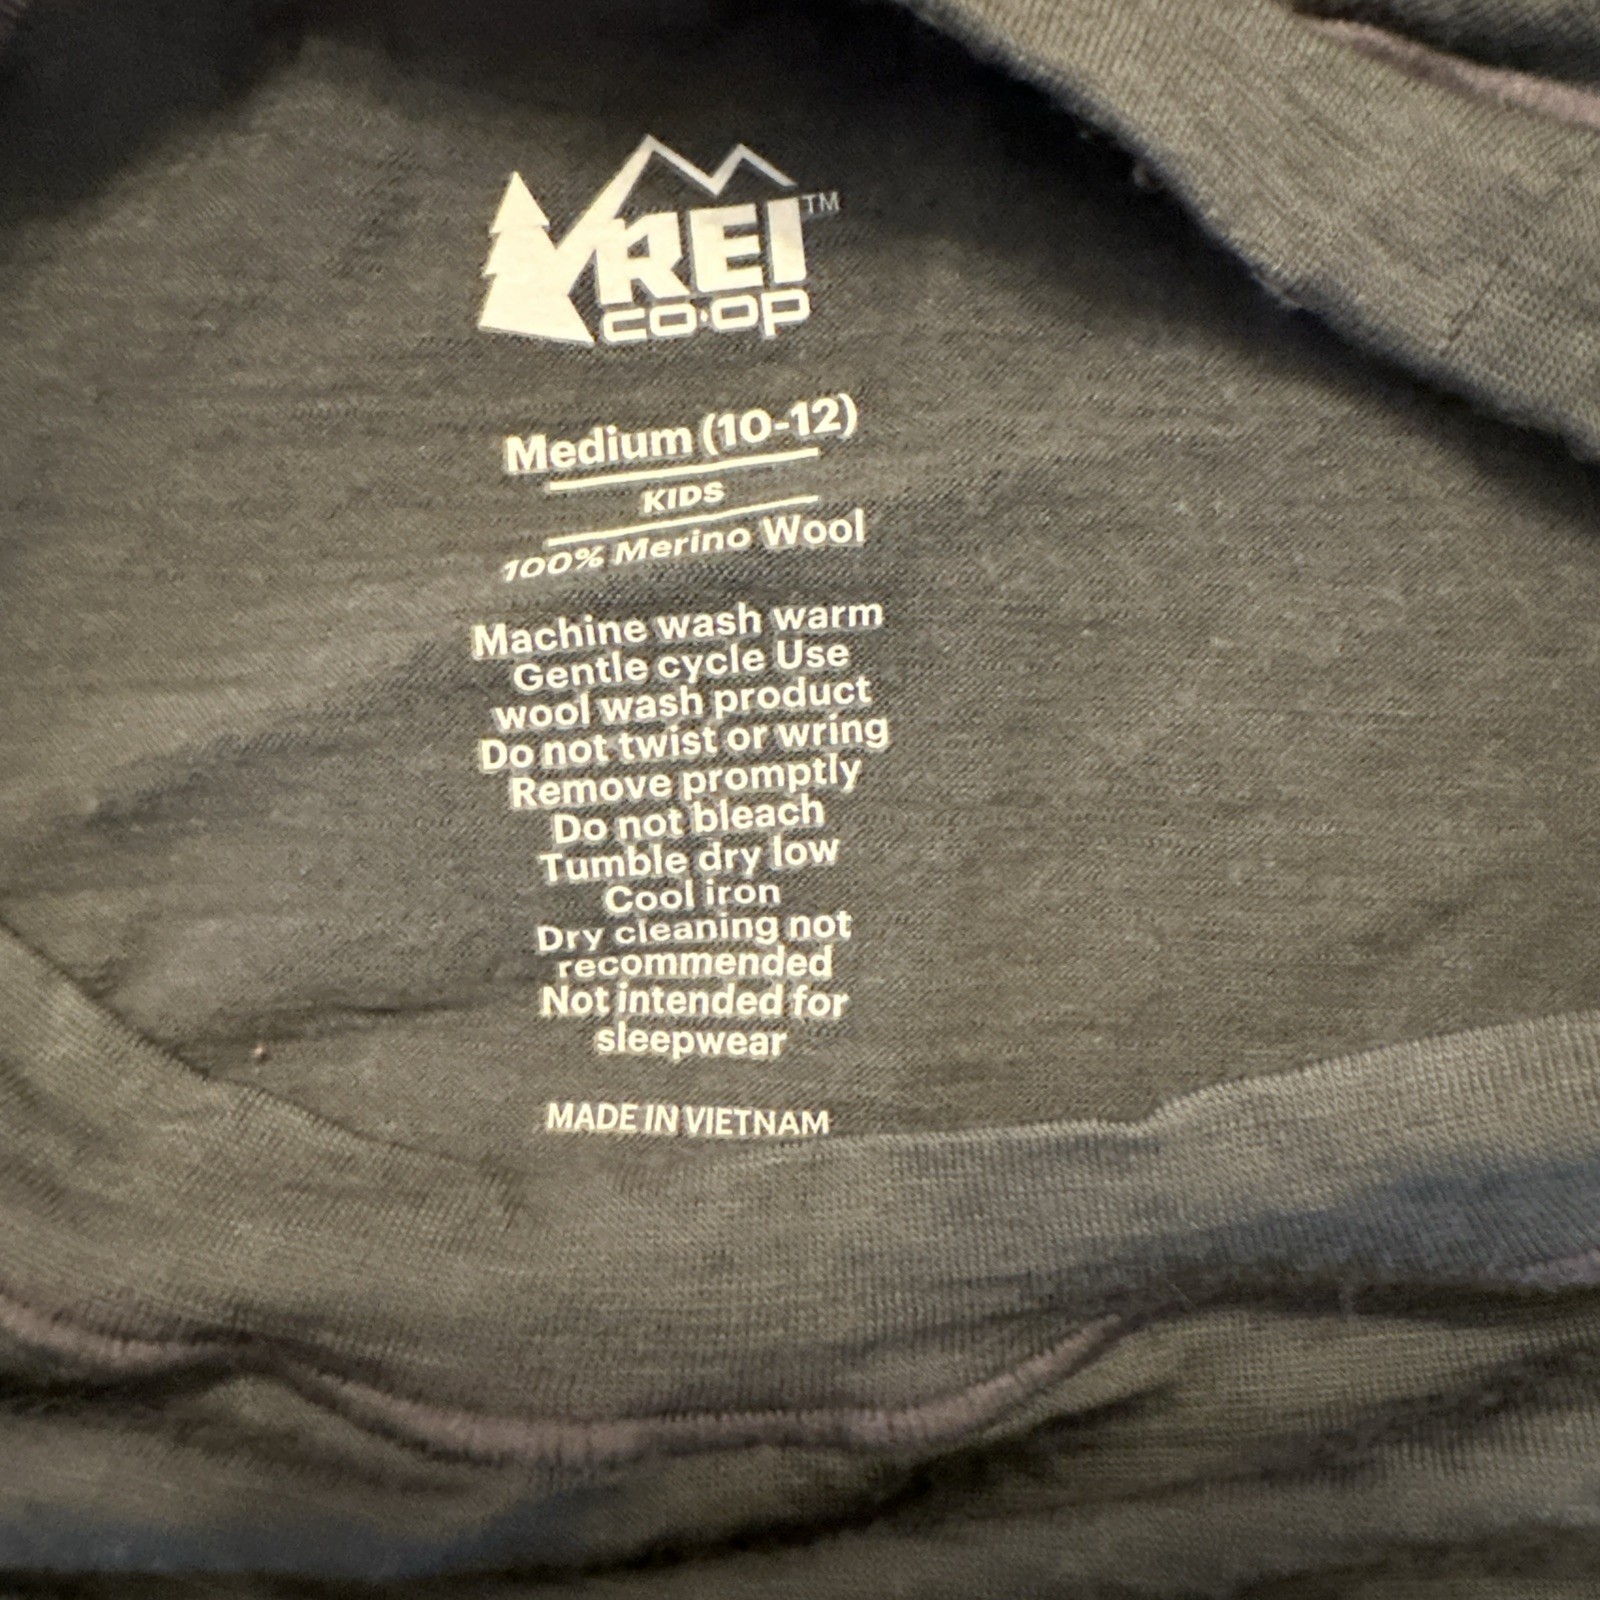 REI™
co·op
Medium (10-12)
KIDS
100% Merino Wool
Machine wash warm
Gentle cycle Use
wool wash product
Do not twist or wring
Remove promptly
Do not bleach
Tumble dry low
Cool iron
Dry cleaning not
recommended
Not intended for
sleepwear
MADE IN VIETNAM